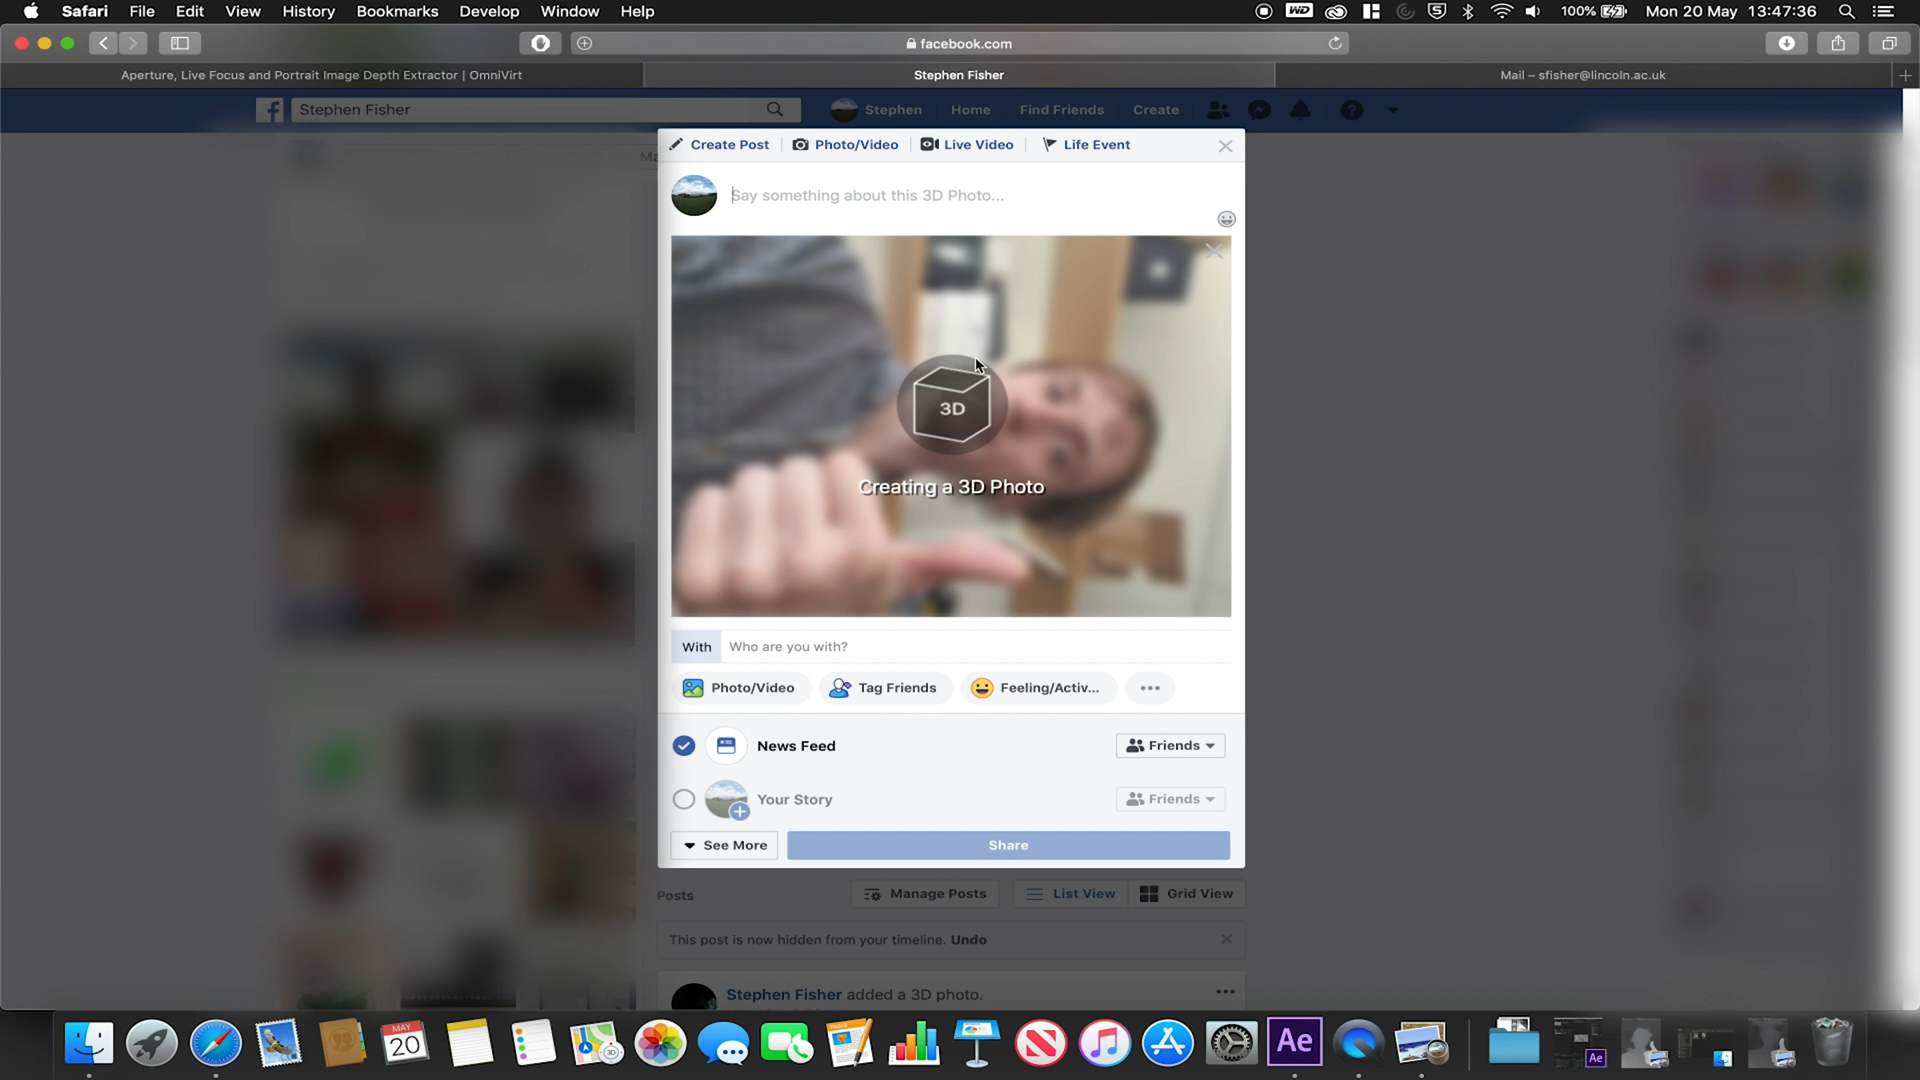 Safari File Edit View History Bookmarks Develop Window Help
WD 5 100% Mon 20 May 13:47:36
facebook.com
Aperture, Live Focus and Portrait Image Depth Extractor | OmniVirt
Stephen Fisher
Mail – sfisher@lincoln.ac.uk
Stephen Fisher
Stephen Home Find Friends Create
Create Post Photo/Video Live Video Life Event
Say something about this 3D Photo...
3D
Creating a 3D Photo
With Who are you with?
Photo/Video Tag Friends Feeling/Activ...
News Feed Friends
Your Story Friends
See More Share
Posts Manage Posts List View Grid View
This post is now hidden from your timeline. Undo
Stephen Fisher added a 3D photo.
MAY
20
3D
PAGES
Ae
Ae